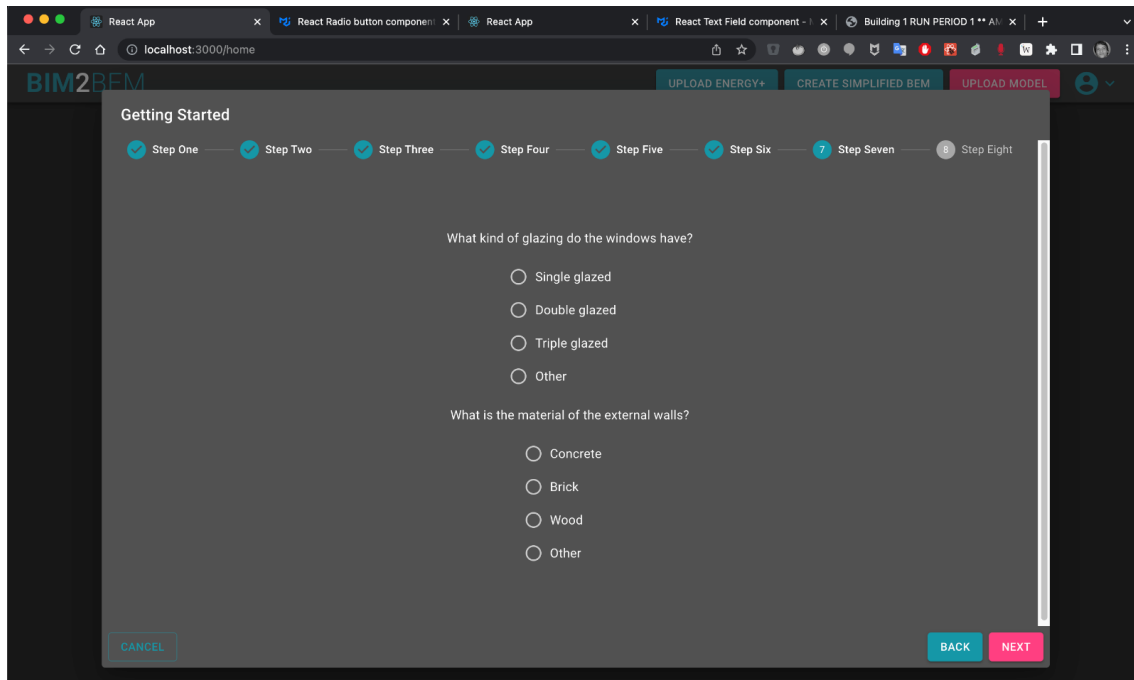 React App
React Radio button component
React App
React Text Field component -
Building 1 RUN PERIOD 1 ** AM
localhost:3000/home
BIM2BEM
UPLOAD ENERGY+
CREATE SIMPLIFIED BEM
UPLOAD MODEL
Getting Started
Step One
Step Two
Step Three
Step Four
Step Five
Step Six
7 Step Seven
8 Step Eight
What kind of glazing do the windows have?
Single glazed
Double glazed
Triple glazed
Other
What is the material of the external walls?
Concrete
Brick
Wood
Other
CANCEL
BACK
NEXT